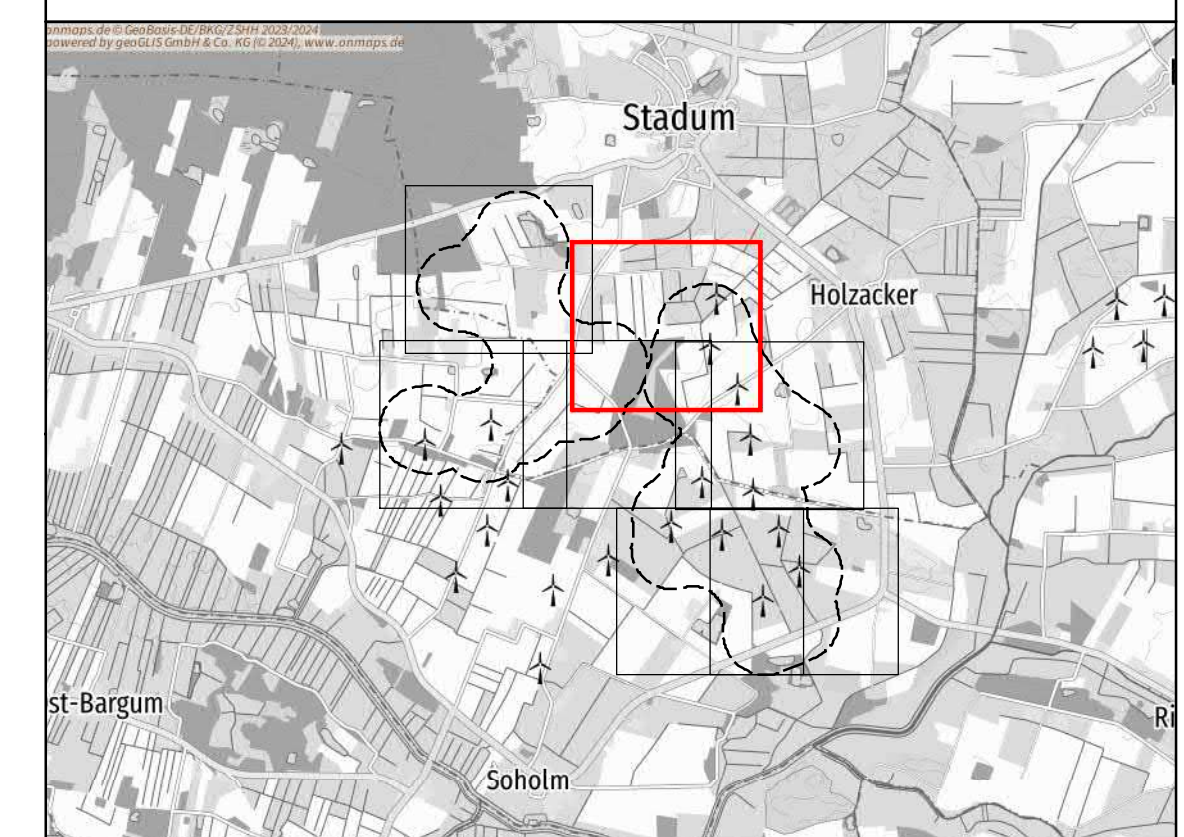 onmaps.de © GeoBasis-DE/BKG/ZSHH 2023/2024
powered by geoGLIS GmbH & Co. KG (© 2024), www.onmaps.de
Stadum
Holzacker
st-Bargum
Ri
Soholm